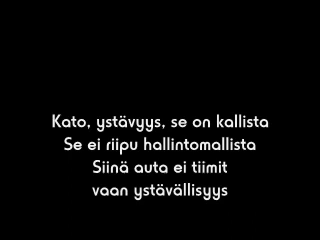 Kato, ystävyys, se on kallista
Se ei riipu hallintomallista
Siinä auta ei tiimit
vaan ystävällisyys